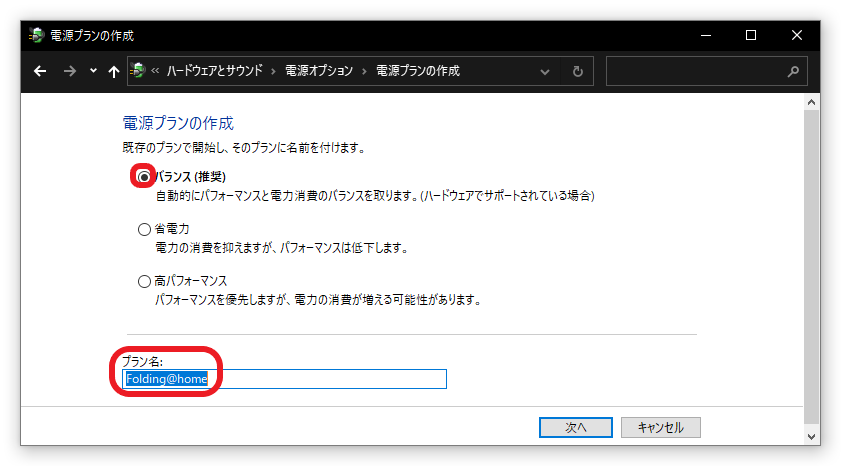 電源プランの作成
« ハードウェアとサウンド › 電源オプション › 電源プランの作成
電源プランの作成
既存のプランで開始し、そのプランに名前を付けます。
バランス (推奨)
自動的にパフォーマンスと電力消費のバランスを取ります。(ハードウェアでサポートされている場合)
省電力
電力の消費を抑えますが、パフォーマンスは低下します。
高パフォーマンス
パフォーマンスを優先しますが、電力の消費が増える可能性があります。
プラン名:
Folding@home
次へ
キャンセル